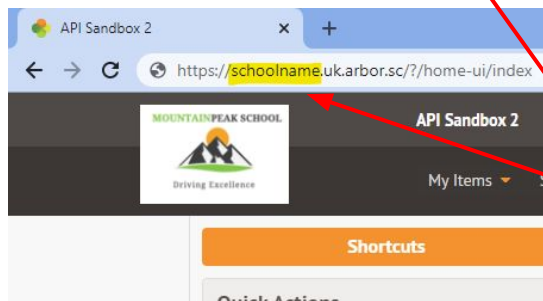 API Sandbox 2
https://schoolname.uk.arbor.sc/?/home-ui/index
MOUNTAINPEAK SCHOOL
Driving Excellence
API Sandbox 2
My Items
Shortcuts
Quick Actions